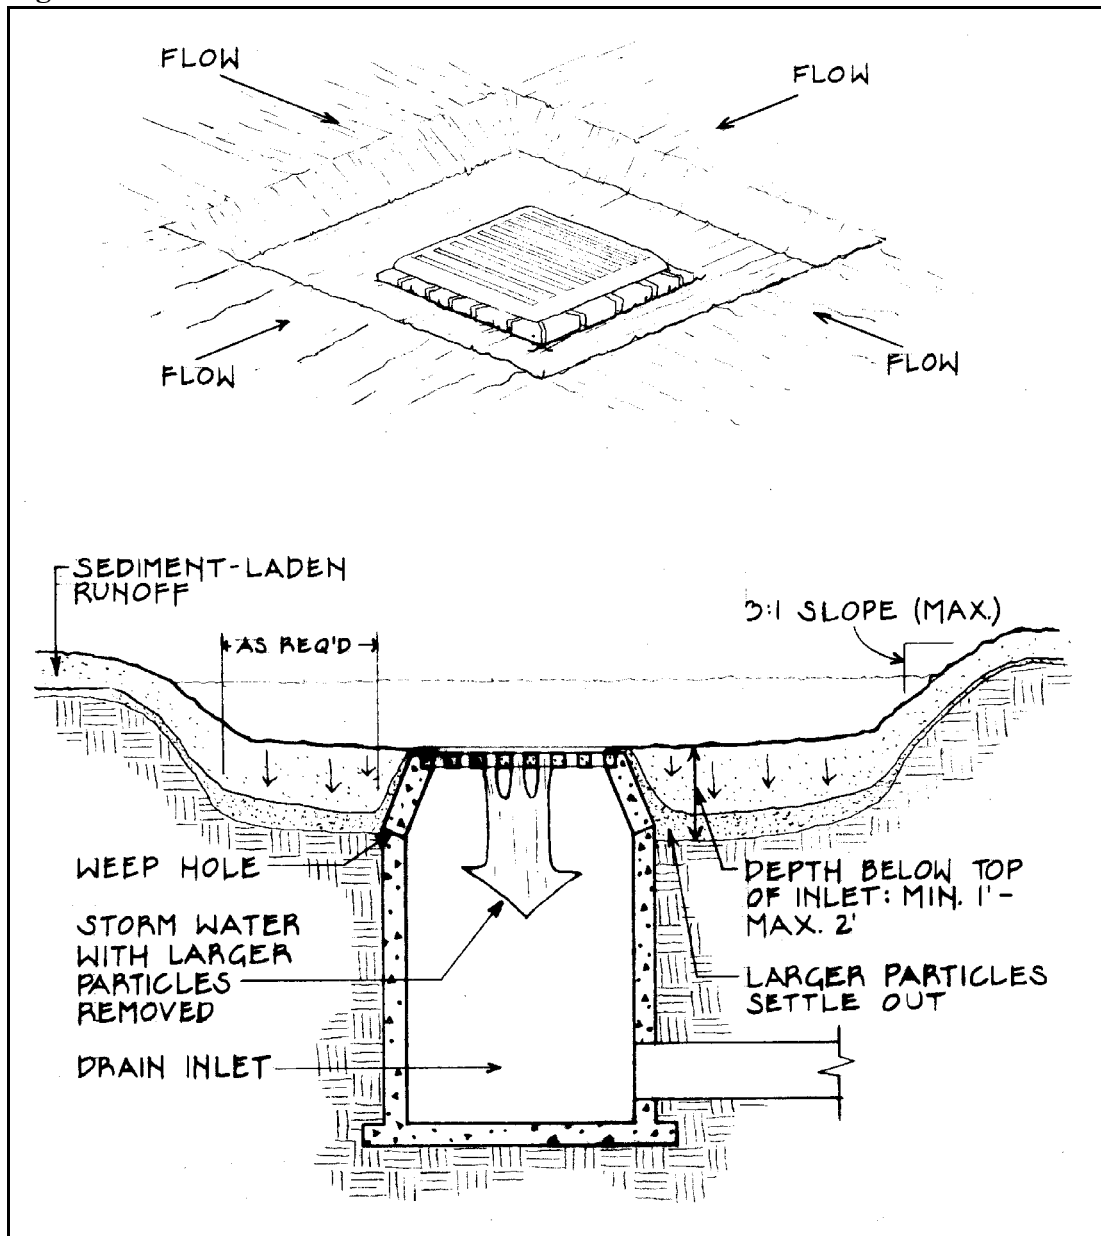 FLOW
FLOW
FLOW
FLOW
SEDIMENT-LADEN
RUNOFF
AS REQ'D
3:1 SLOPE (MAX.)
WEEP HOLE
STORM WATER
WITH LARGER
PARTICLES
REMOVED
DRAIN INLET
DEPTH BELOW TOP
OF INLET: MIN. 1'-
MAX. 2'
LARGER PARTICLES
SETTLE OUT